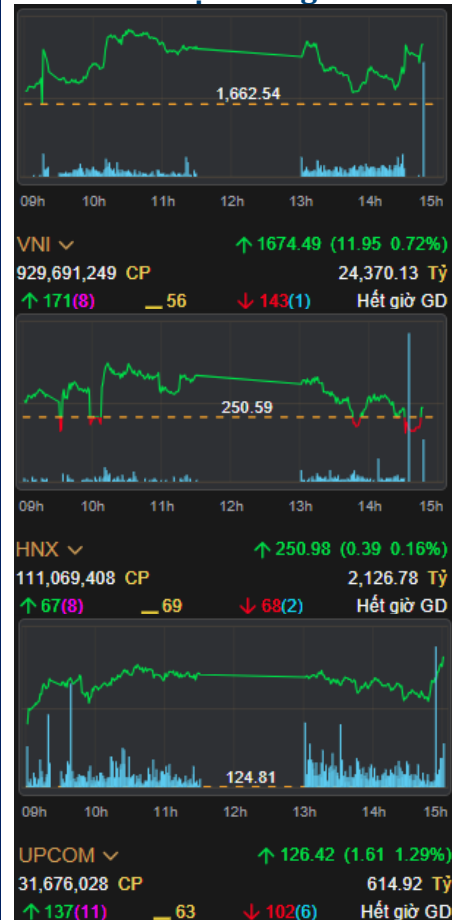 1,662.54
09h 10h 11h 12h 13h 14h 15h
VNI ↑ 1674.49 (11.95 0.72%)
929,691,249 CP 24,370.13 Tỷ
↑ 171(8) 56 ↓ 143(1) Hết giờ GD
250.59
09h 10h 11h 12h 13h 14h 15h
HNX ↑ 250.98 (0.39 0.16%)
111,069,408 CP 2,126.78 Tỷ
↑ 67(8) 69 ↓ 68(2) Hết giờ GD
124.81
09h 10h 11h 12h 13h 14h 15h
UPCOM ↑ 126.42 (1.61 1.29%)
31,676,028 CP 614.92 Tỷ
↑ 137(11) 63 ↓ 102(6) Hết giờ GD